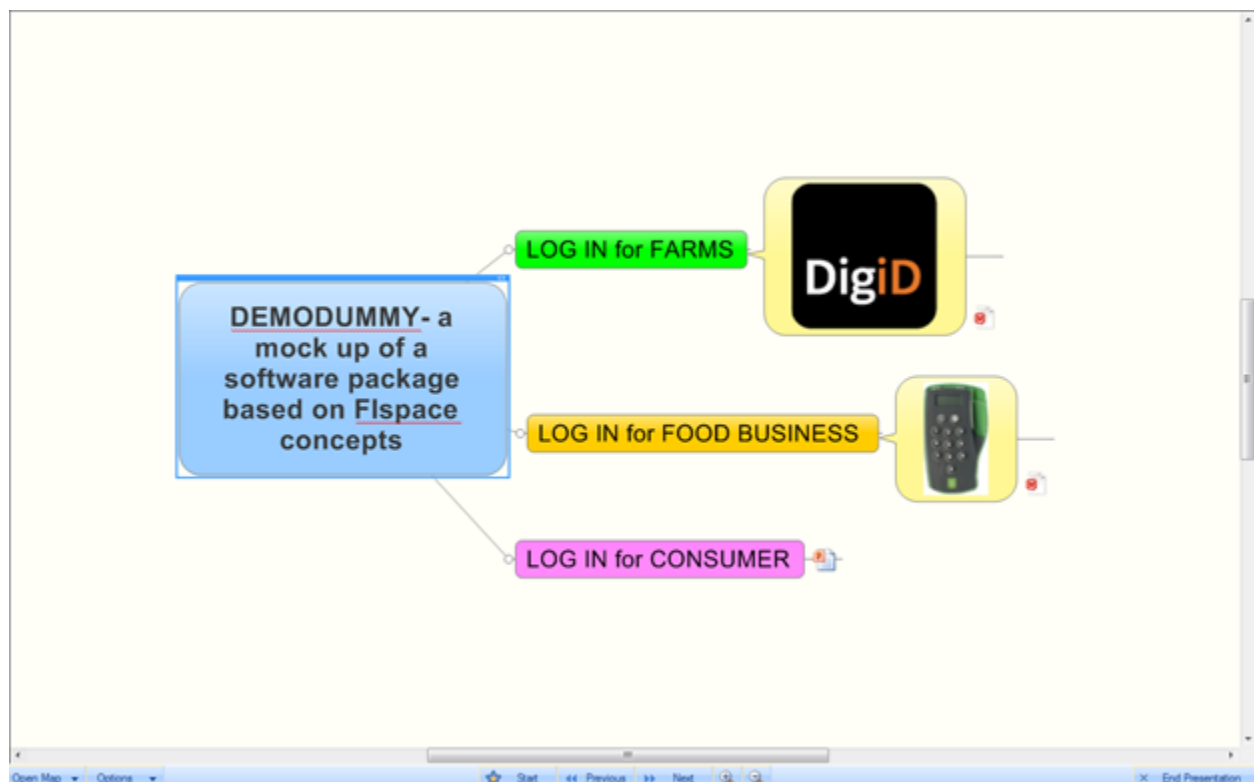 LOG IN for FARMS
DigiD
DEMODUMMY- a
mock up of a
software package
based on FIspace
concepts
LOG IN for FOOD BUSINESS
LOG IN for CONSUMER
Open Map
Options
Start
Previous
Next
End Presentation